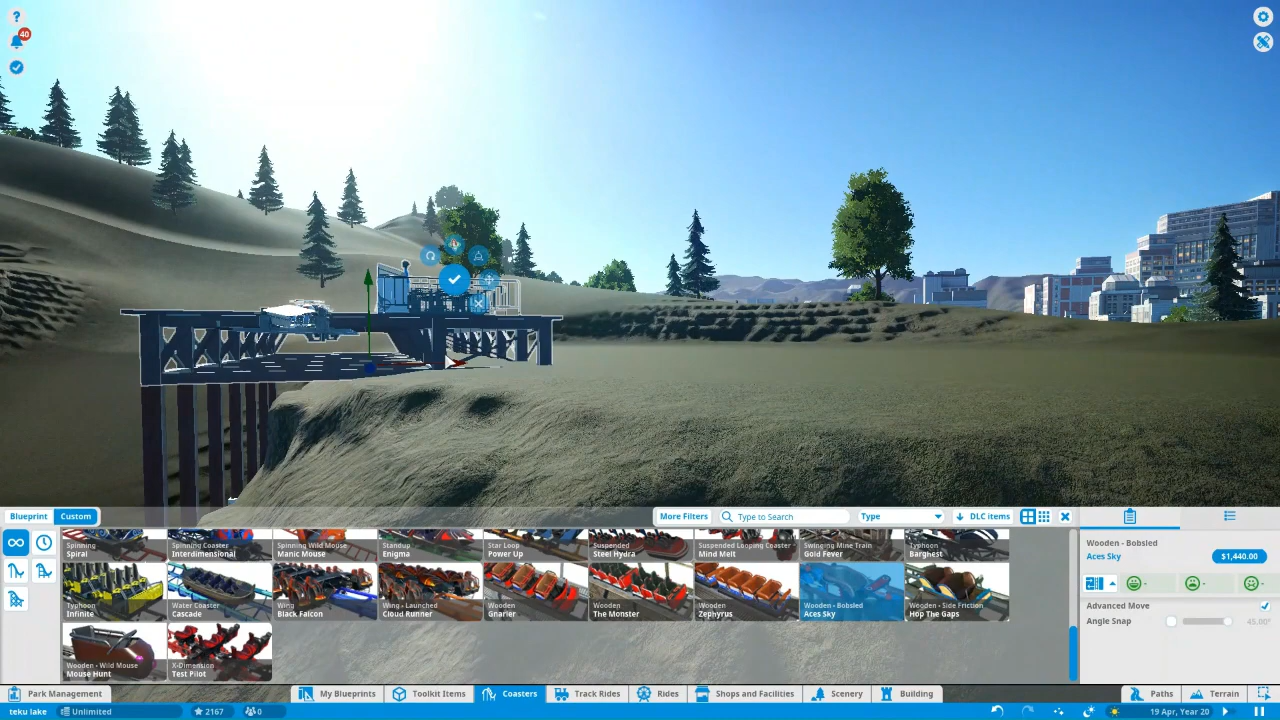 ?
40
Blueprint
Custom
More Filters
Type to Search
Type
DLC items
Spinning
Spiral
Spinning Coaster
Interdimensional
Spinning Wild Mouse
Manic Mouse
Standup
Enigma
Star Loop
Power Up
Suspended
Steel Hydra
Suspended Looping Coaster
Mind Melt
Swinging Mine Train
Gold Fever
Typhoon
Barghest
Typhoon
Infinite
Water Coaster
Cascade
Wing
Black Falcon
Wing - Launched
Cloud Runner
Wooden
Gnarler
Wooden
The Monster
Wooden
Zephyrus
Wooden - Bobsled
Aces Sky
Wooden - Side Friction
Hop The Gaps
Wooden - Wild Mouse
Mouse Hunt
X-Dimension
Test Pilot
Wooden - Bobsled
Aces Sky
$1,440.00
Advanced Move
Angle Snap
45.00°
Park Management
My Blueprints
Toolkit Items
Coasters
Track Rides
Rides
Shops and Facilities
Scenery
Building
Paths
Terrain
teku lake
Unlimited
2167
0
19 Apr, Year 20